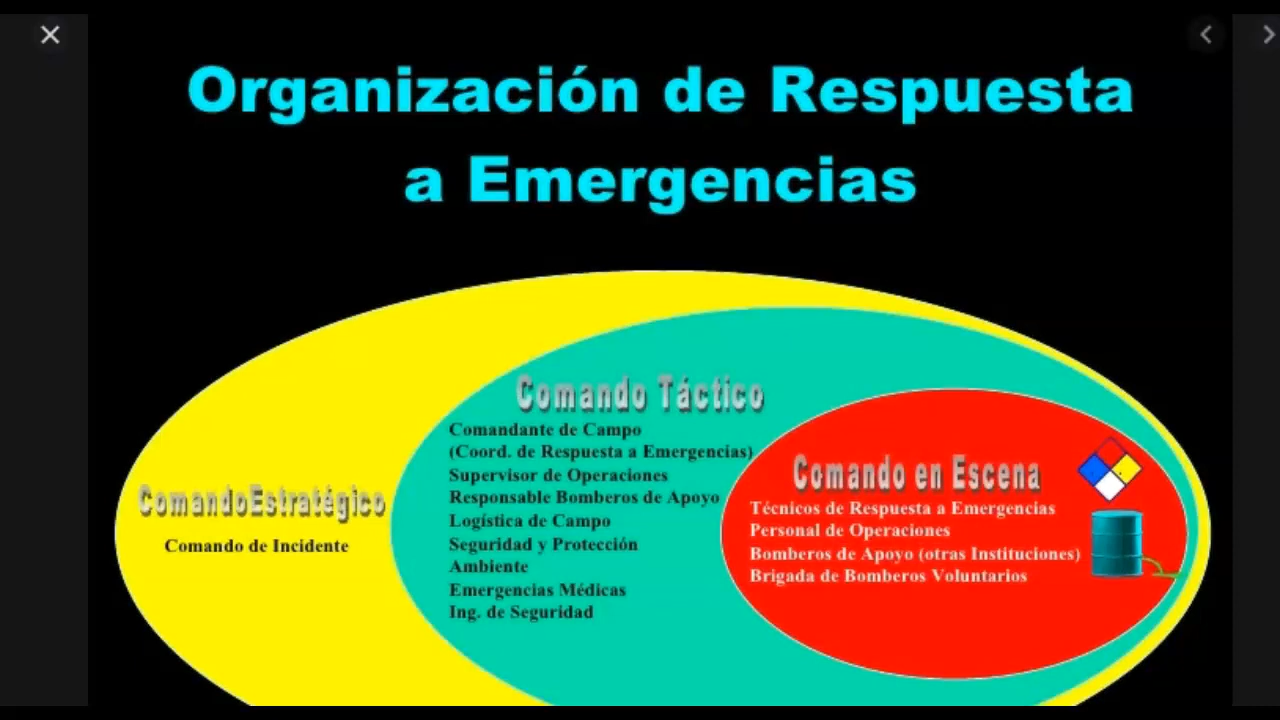 Organización de Respuesta
a Emergencias
Comando Táctico
Comandante de Campo
(Coord. de Respuesta a Emergencias)
Supervisor de Operaciones
Responsable Bomberos de Apoyo
Logística de Campo
Seguridad y Protección
Ambiente
Emergencias Médicas
Ing. de Seguridad
Comando en Escena
Técnicos de Respuesta a Emergencias
Personal de Operaciones
Bomberos de Apoyo (otras Instituciones)
Brigada de Bomberos Voluntarios
ComandoEstratégico
Comando de Incidente